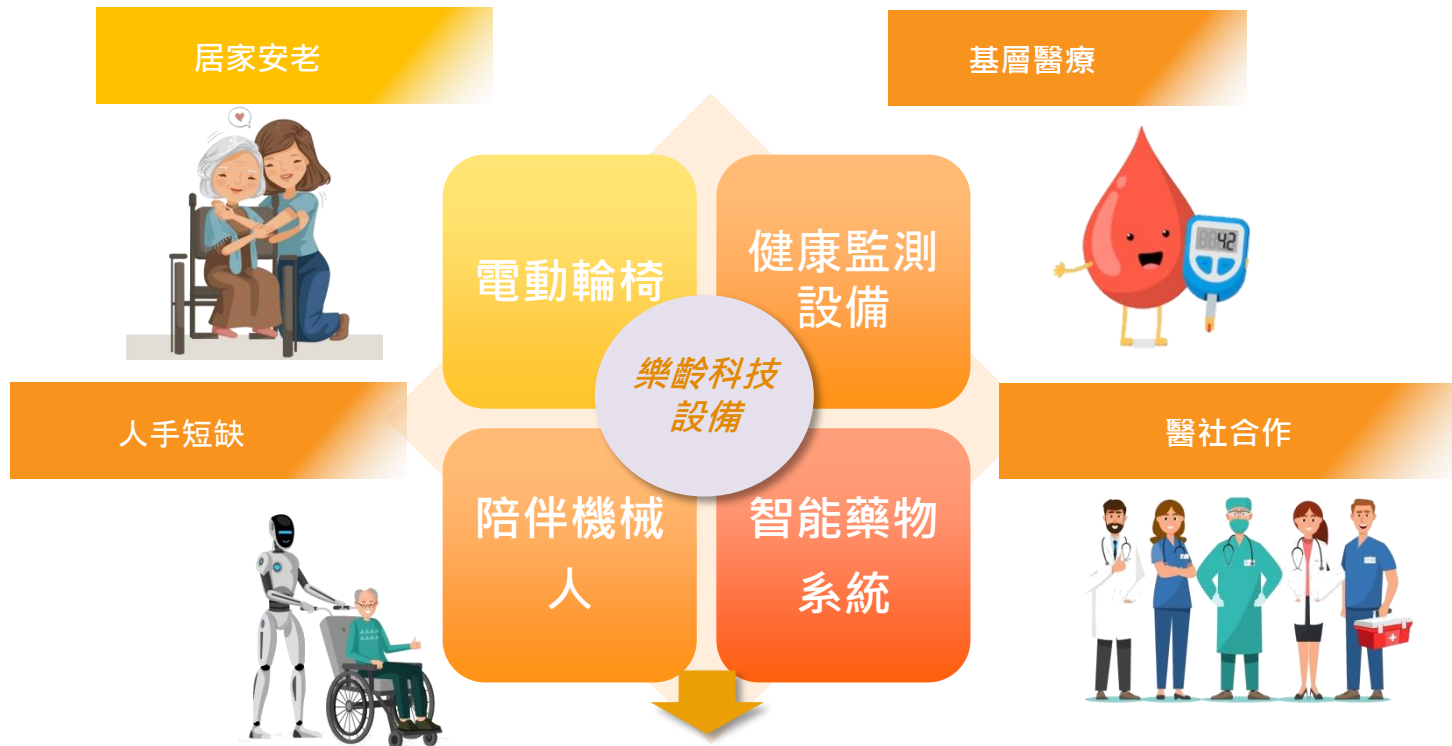 居家安老
基層醫療
電動輪椅
健康監測
設備
樂齡科技
設備
人手短缺
醫社合作
陪伴機械
人
智能藥物
系統
42